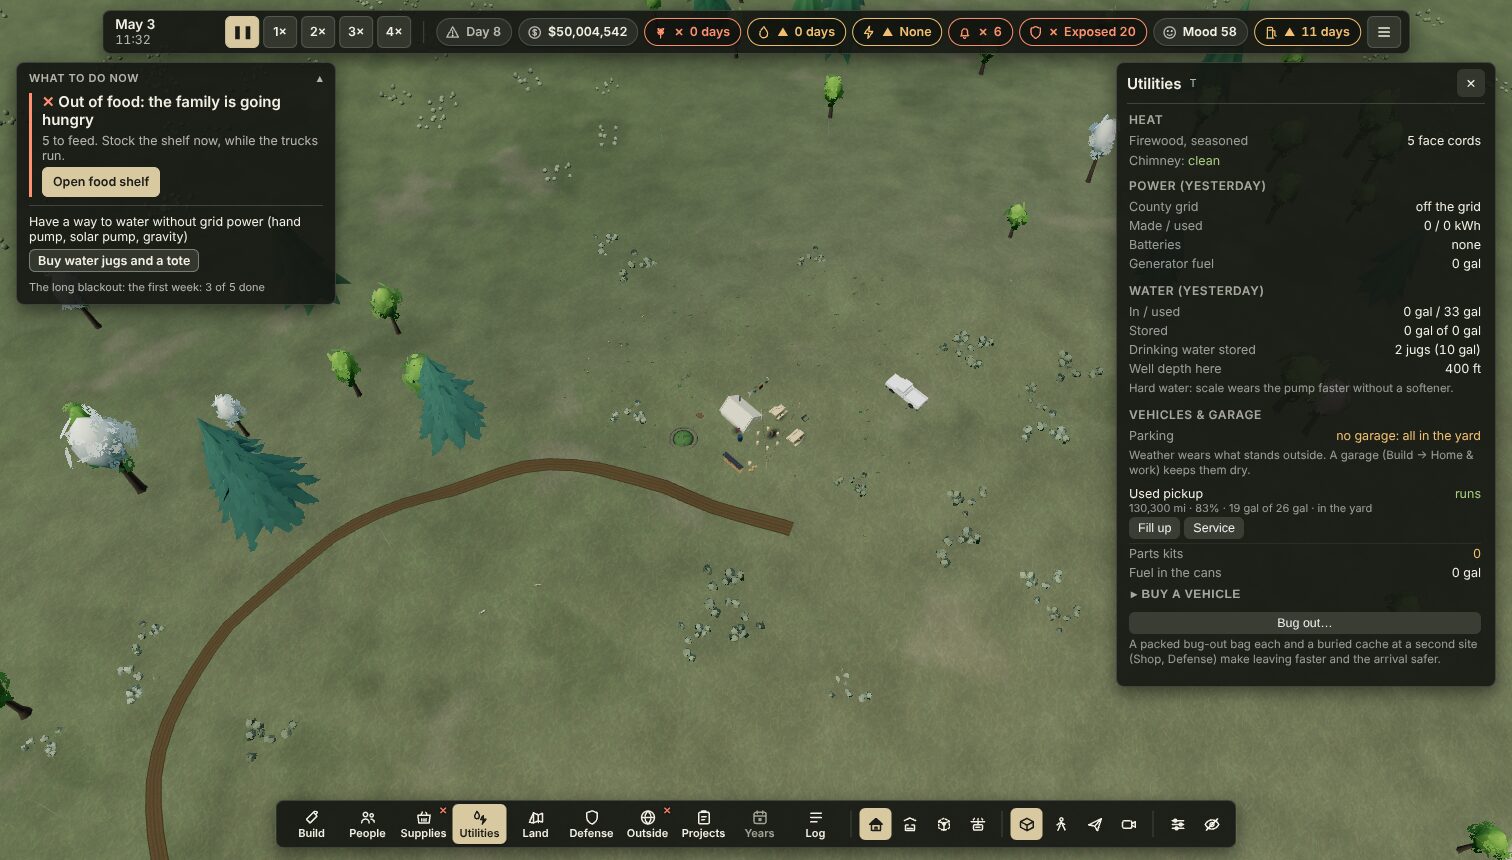 May 3
11:32
1×
2×
3×
4×
Day 8
$50,004,542
× 0 days
0 days
None
× 6
× Exposed 20
Mood 58
11 days
WHAT TO DO NOW
× Out of food: the family is going
hungry
5 to feed. Stock the shelf now, while the trucks
run.
Open food shelf
Have a way to water without grid power (hand
pump, solar pump, gravity)
Buy water jugs and a tote
The long blackout: the first week: 3 of 5 done
Utilities T
×
HEAT
Firewood, seasoned 5 face cords
Chimney: clean
POWER (YESTERDAY)
County grid off the grid
Made / used 0 / 0 kWh
Batteries none
Generator fuel 0 gal
WATER (YESTERDAY)
In / used 0 gal / 33 gal
Stored 0 gal of 0 gal
Drinking water stored 2 jugs (10 gal)
Well depth here 400 ft
Hard water: scale wears the pump faster without a softener.
VEHICLES & GARAGE
Parking no garage: all in the yard
Weather wears what stands outside. A garage (Build → Home &
work) keeps them dry.
Used pickup runs
130,300 mi · 83% · 19 gal of 26 gal · in the yard
Fill up Service
Parts kits 0
Fuel in the cans 0 gal
▸ BUY A VEHICLE
Bug out…
A packed bug-out bag each and a buried cache at a second site
(Shop, Defense) make leaving faster and the arrival safer.
Build
People
Supplies
Utilities
Land
Defense
Outside
Projects
Years
Log